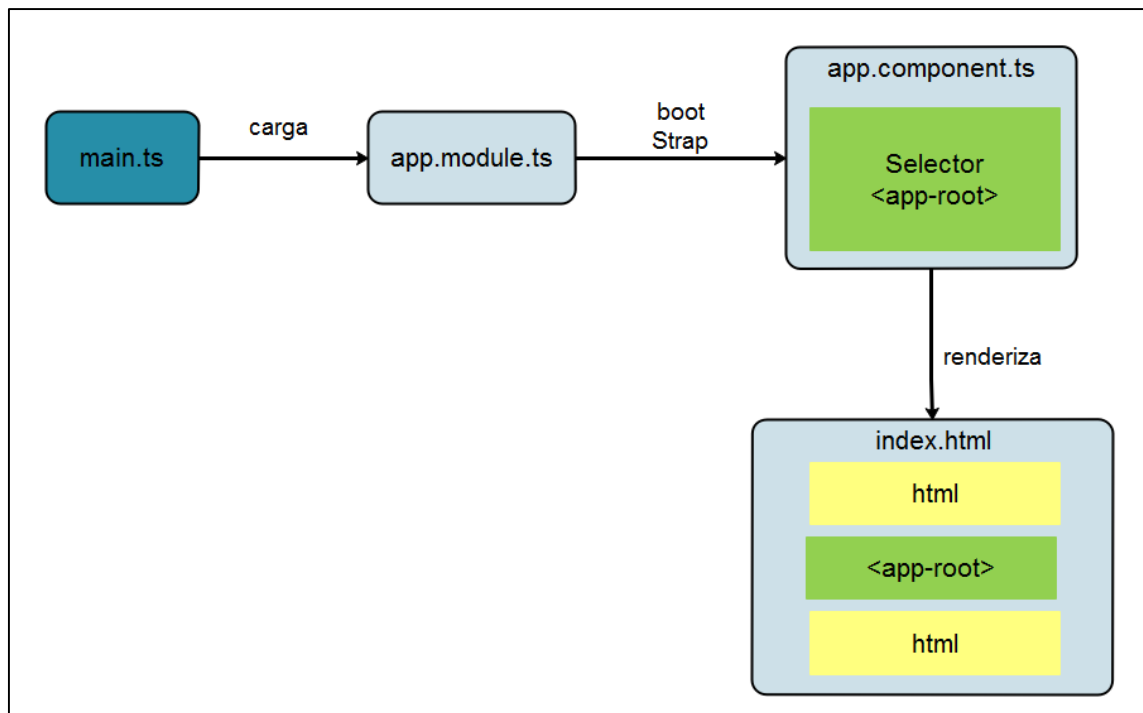 main.ts
carga
app.module.ts
boot
Strap
app.component.ts
Selector
<app-root>
renderiza
index.html
html
<app-root>
html